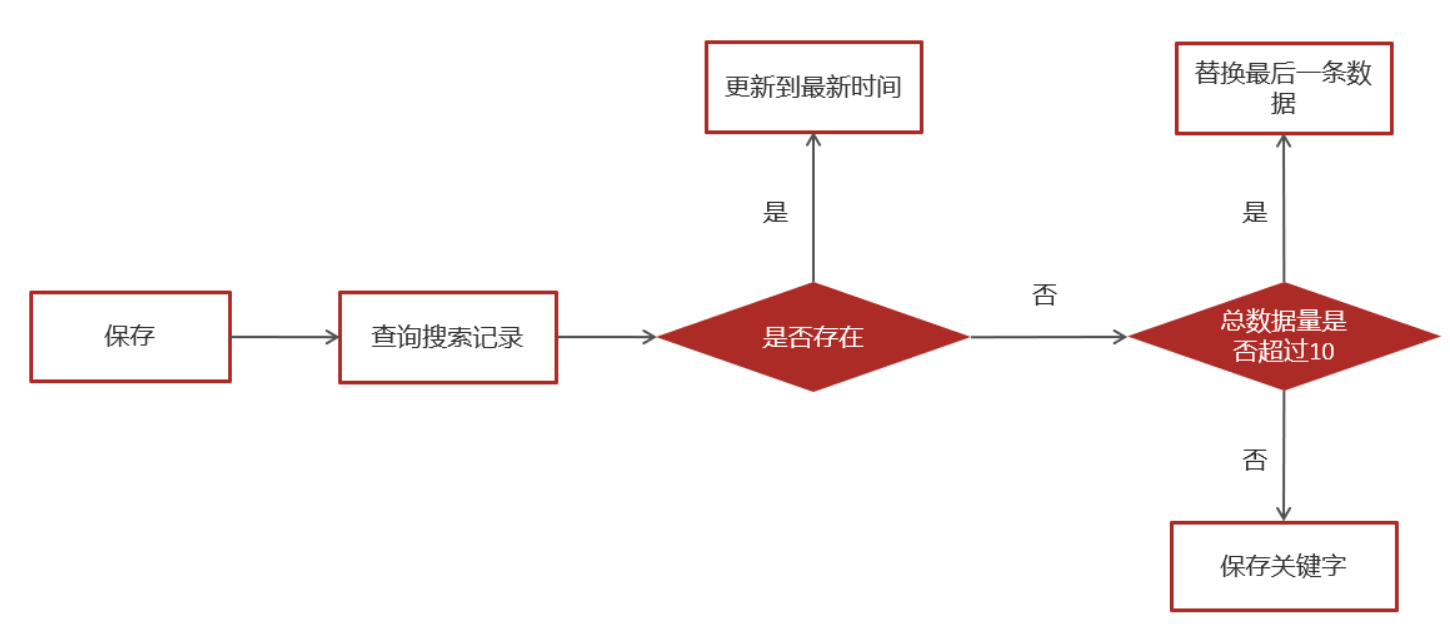 更新到最新时间
替换最后一条数
据
是
是
保存
查询搜索记录
是否存在
否
总数据量是
否超过10
否
保存关键字